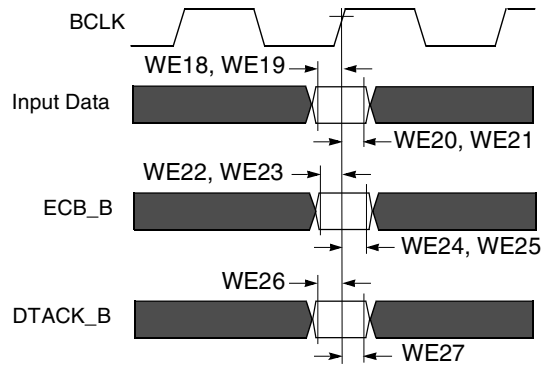 BCLK
WE18, WE19
Input Data
WE20, WE21
WE22, WE23
ECB_B
WE24, WE25
WE26
DTACK_B
WE27